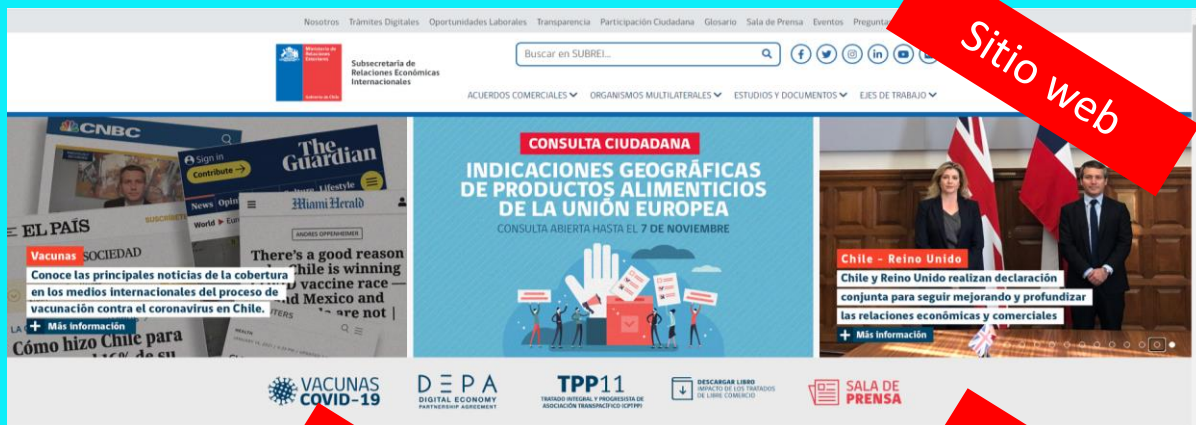 Nosotros Trámites Digitales Oportunidades Laborales Transparencia Participación Ciudadana Glosario Sala de Prensa Eventos
Sitio web
Ministerio de
Relaciones
Exteriores
Gobierno de Chile
Subsecretaría de
Relaciones Económicas
Internacionales
Buscar en SUBREI...
ACUERDOS COMERCIALES ORGANISMOS MULTILATERALES ESTUDIOS Y DOCUMENTOS EJES DE TRABAJO
CNBC
Sign in
Contribute →
The
Guardian
Lifestyle
News Opin
World
Miami Herald
EL PAÍS
SOCIEDAD
ANDRES OPPENHEIMER
There's a good reason
Chile is winning
vaccine race —
Mexico and
are not |
Vacunas
Conoce las principales noticias de la cobertura
en los medios internacionales del proceso de
vacunación contra el coronavirus en Chile.
+ Más información
Cómo hizo Chile para
CONSULTA CIUDADANA
INDICACIONES GEOGRÁFICAS
DE PRODUCTOS ALIMENTICIOS
DE LA UNIÓN EUROPEA
CONSULTA ABIERTA HASTA EL 7 DE NOVIEMBRE
Chile – Reino Unido
Chile y Reino Unido realizan declaración
conjunta para seguir mejorando y profundizar
las relaciones económicas y comerciales
+ Más información
VACUNAS
COVID-19
DEPA
DIGITAL ECONOMY
PARTNERSHIP AGREEMENT
TPP11
TRATADO INTEGRAL Y PROGRESISTA DE
ASOCIACIÓN TRANSPACÍFICO (CPTPP)
DESCARGAR LIBRO
IMPACTO DE LOS TRATADOS
DE LIBRE COMERCIO
SALA DE
PRENSA